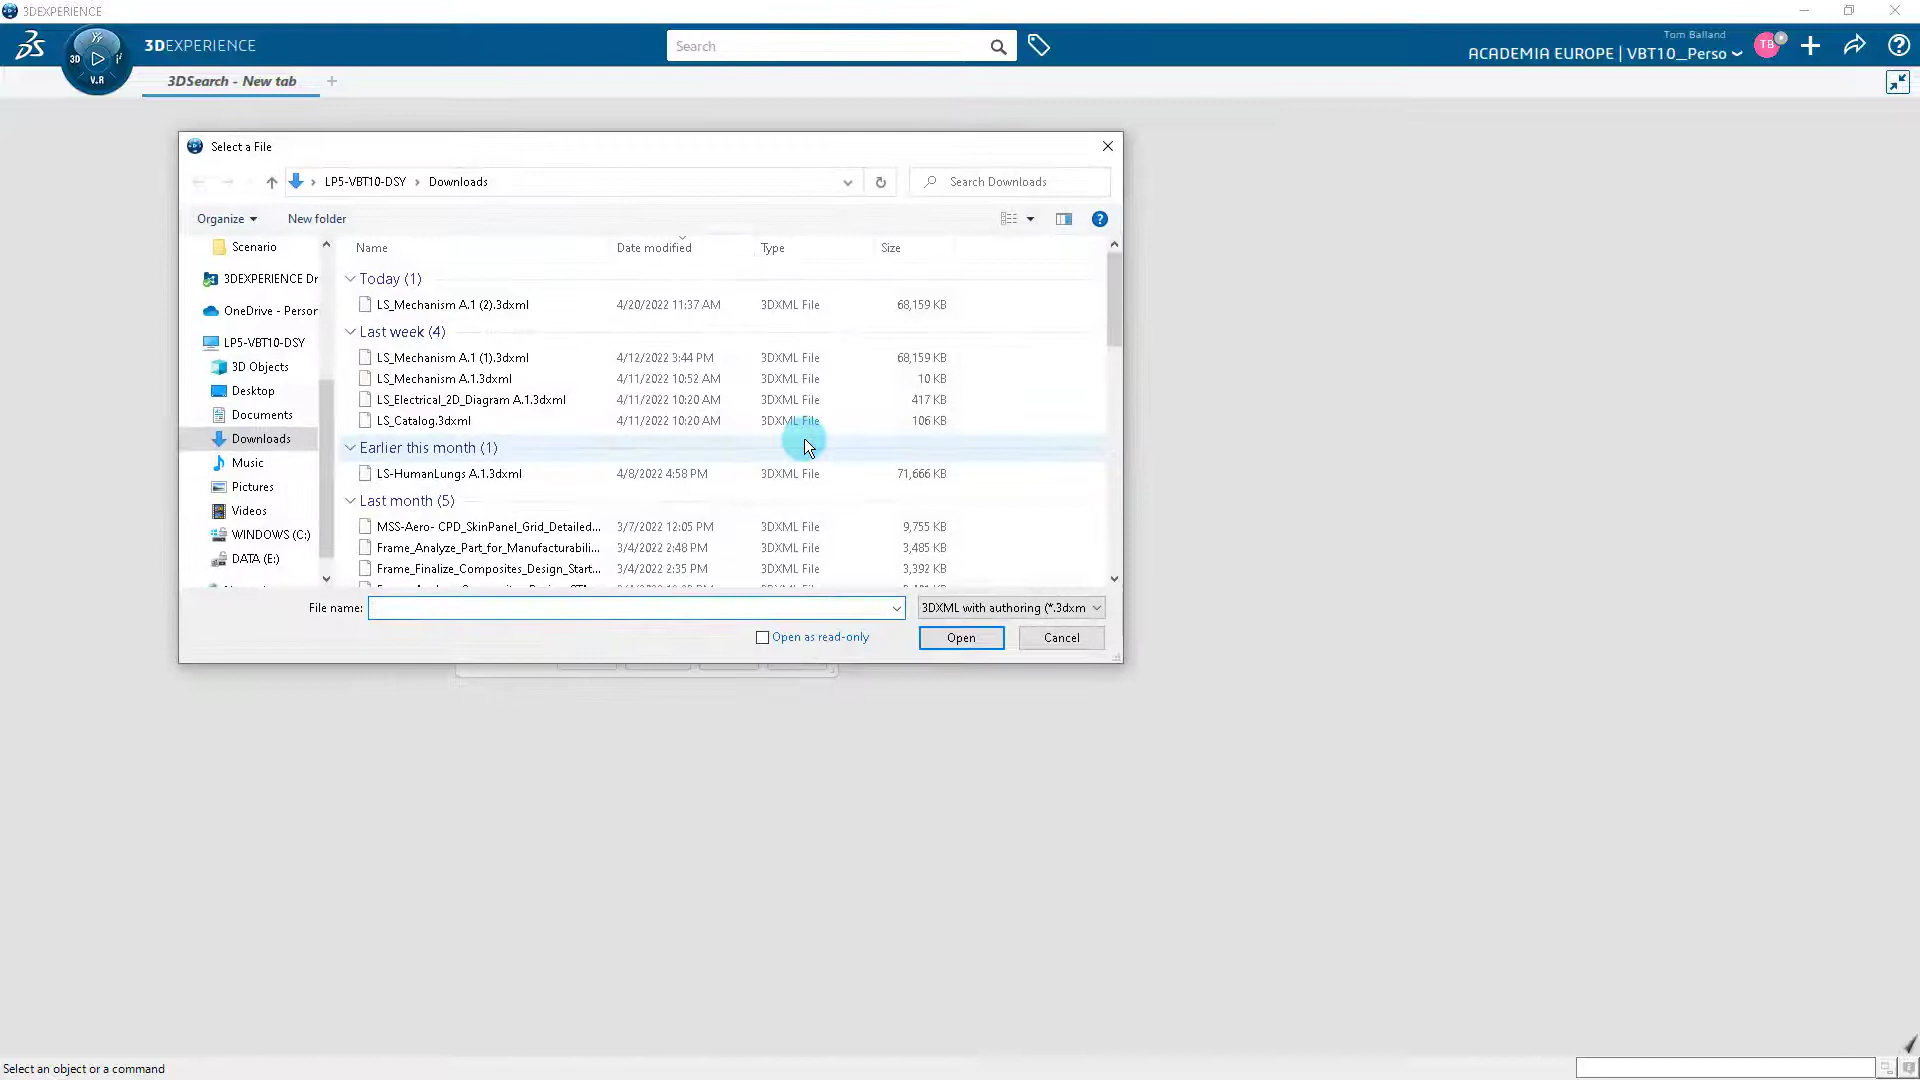 3DEXPERIENCE
3DEXPERIENCE
Search
Tom Balland
ACADEMIA EUROPE | VBT10__Perso
TB
3D
V.R
3DSearch - New tab
Select a File
LP5-VBT10-DSY > Downloads
Search Downloads
Organize
New folder
Name Date modified Type Size
Scenario
3DEXPERIENCE Dr
OneDrive - Person
LP5-VBT10-DSY
3D Objects
Desktop
Documents
Downloads
Music
Pictures
Videos
WINDOWS (C:)
DATA (E:)
Today (1)
LS_Mechanism A.1 (2).3dxml 4/20/2022 11:37 AM 3DXML File 68,159 KB
Last week (4)
LS_Mechanism A.1 (1).3dxml 4/12/2022 3:44 PM 3DXML File 68,159 KB
LS_Mechanism A.1.3dxml 4/11/2022 10:52 AM 3DXML File 10 KB
LS_Electrical_2D_Diagram A.1.3dxml 4/11/2022 10:20 AM 3DXML File 417 KB
LS_Catalog.3dxml 4/11/2022 10:20 AM 3DXML File 106 KB
Earlier this month (1)
LS-HumanLungs A.1.3dxml 4/8/2022 4:58 PM 3DXML File 71,666 KB
Last month (5)
MSS-Aero- CPD_SkinPanel_Grid_Detailed... 3/7/2022 12:05 PM 3DXML File 9,755 KB
Frame_Analyze_Part_for_Manufacturabili... 3/4/2022 2:48 PM 3DXML File 3,485 KB
Frame_Finalize_Composites_Design_Start... 3/4/2022 2:35 PM 3DXML File 3,392 KB
File name:
3DXML with authoring (*.3dxm
Open as read-only
Open
Cancel
Select an object or a command